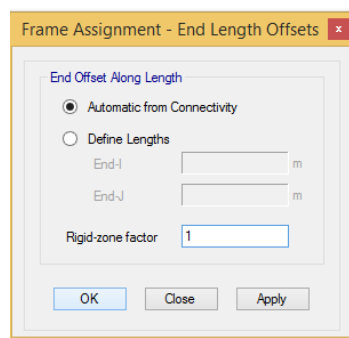 Frame Assignment - End Length Offsets x
End Offset Along Length
Automatic from Connectivity
Define Lengths
End-I m
End-J m
Rigid-zone factor 1
OK Close Apply